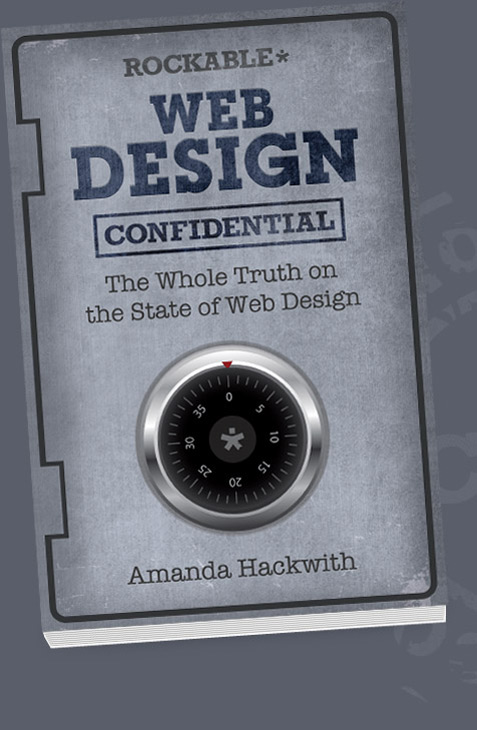 ROCKABLE*
WEB
DESIGN
CONFIDENTIAL
The Whole Truth on
the State of Web Design
0
5
10
15
20
25
30
35
*
Amanda Hackwith